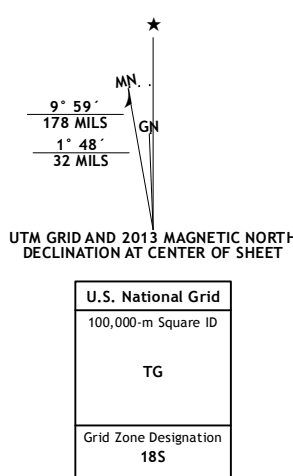 ★
MN
9° 59´
178 MILS
GN
1° 48´
32 MILS
UTM GRID AND 2013 MAGNETIC NORTH
DECLINATION AT CENTER OF SHEET
U.S. National Grid
100,000-m Square ID
TG
Grid Zone Designation
18S